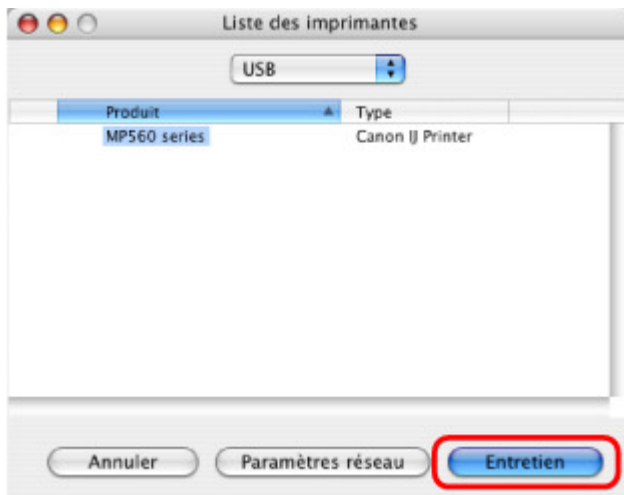 Liste des imprimantes
USB
Produit Type
MP560 series Canon IJ Printer
Annuler Paramètres réseau Entretien